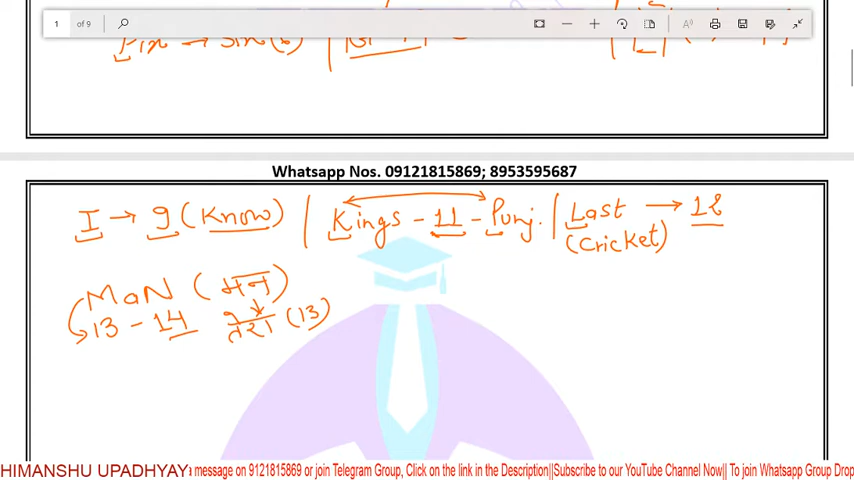 1 of 9
Whatsapp Nos. 09121815869; 8953595687
I → 9 (Know) | Kings - 11 - Punj. | Last → 12
(Cricket)
MaN (मन)
13 - 14 तेरा (13)
HIMANSHU UPADHYAY a message on 9121815869 or join Telegram Group, Click on the link in the Description||Subscribe to our YouTube Channel Now|| To join Whatsapp Group Drop